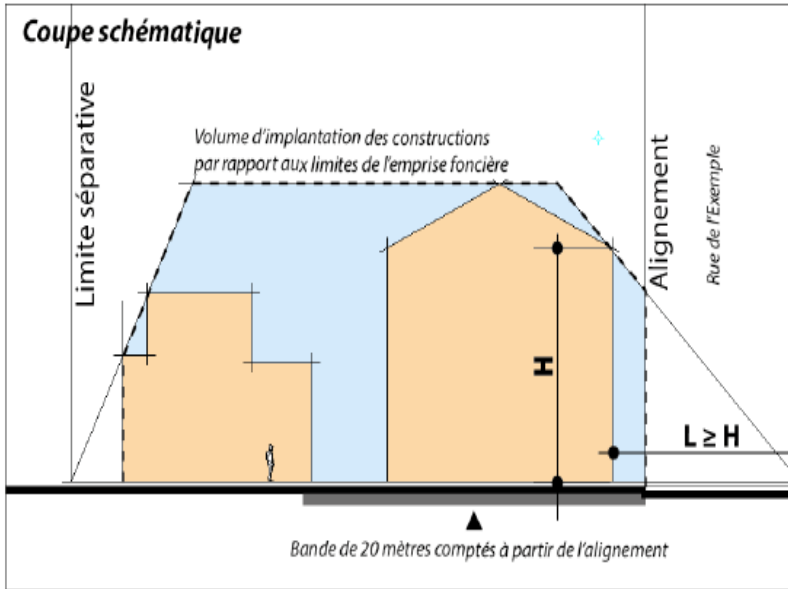 Coupe schématique
Volume d'implantation des constructions
par rapport aux limites de l'emprise foncière
Limite séparative
Alignement
Rue de l'Exemple
H
L ≥ H
Bande de 20 mètres comptés à partir de l'alignement